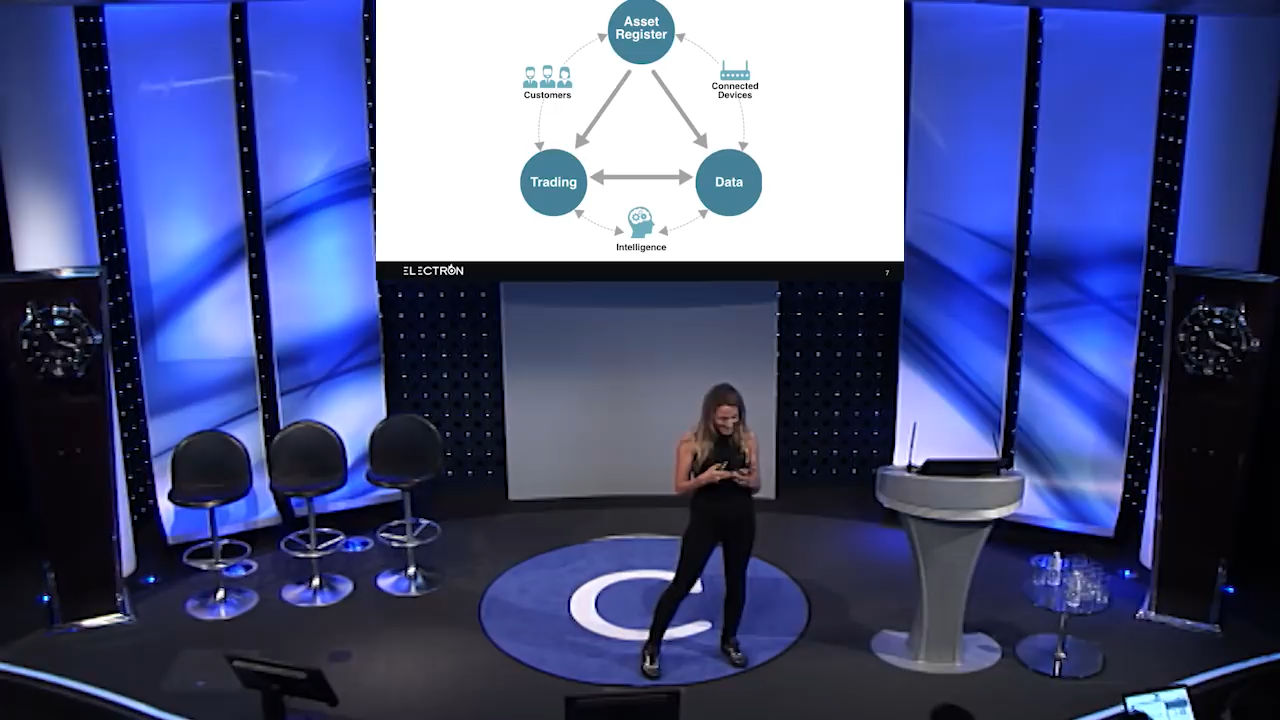 Asset
Register
Customers
Connected
Devices
Trading
Data
Intelligence
ELECTRON
7
C